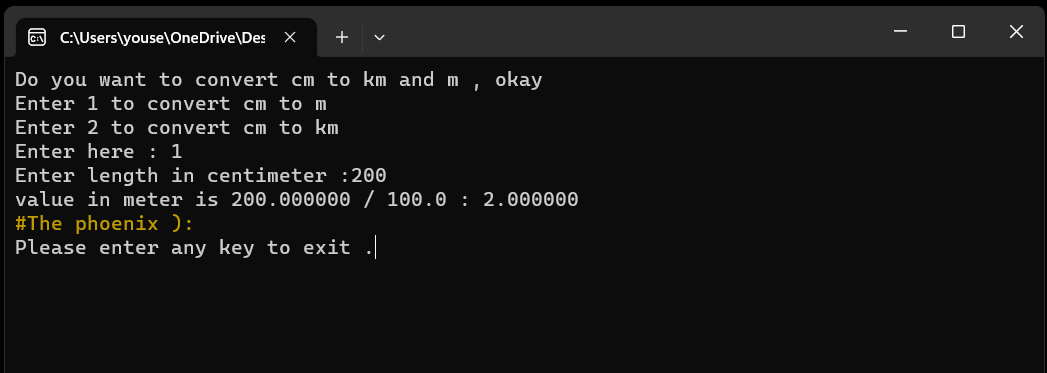 C:\Users\youse\OneDrive\Des
Do you want to convert cm to km and m , okay
Enter 1 to convert cm to m
Enter 2 to convert cm to km
Enter here : 1
Enter length in centimeter :200
value in meter is 200.000000 / 100.0 : 2.000000
#The phoenix ):
Please enter any key to exit .